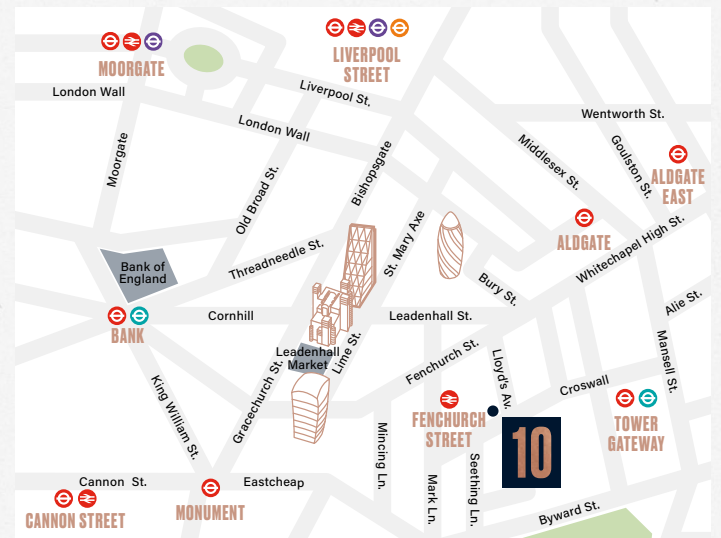 MOORGATE
LIVERPOOL
STREET
London Wall
Liverpool St.
Wentworth St.
London Wall
Moorgate
Middlesex St.
Goulston St.
ALDGATE
EAST
Bishopsgate
Old Broad St.
St. Mary Axe
ALDGATE
Whitechapel High St.
Threadneedle St.
Bank of
England
Bury St.
Alie St.
Cornhill
Leadenhall St.
BANK
Leadenhall
Market
Lime St.
Fenchurch St.
Lloyd's Av.
Mansell St.
Croswall
King William St.
Gracechurch St.
FENCHURCH
STREET
TOWER
GATEWAY
10
Mincing Ln.
Mark Ln.
Seething Ln.
Cannon St.
Eastcheap
CANNON STREET
MONUMENT
Byward St.